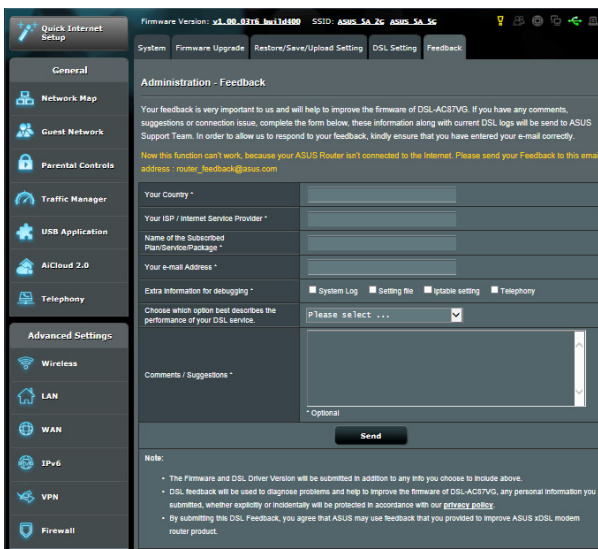 Quick Internet
Setup
Firmware Version: v1.00.03T6_build400 SSID: ASUS_5A_2G ASUS_5A_5G
System Firmware Upgrade Restore/Save/Upload Setting DSL Setting Feedback
General
Network Map
Guest Network
Parental Controls
Traffic Manager
USB Application
AiCloud 2.0
Telephony
Advanced Settings
Wireless
LAN
WAN
IPv6
VPN
Firewall
Administration - Feedback
Your feedback is very important to us and will help to improve the firmware of DSL-AC87VG. If you have any comments,
suggestions or connection issue, complete the form below, these information along with current DSL logs will be send to ASUS
Support Team. In order to allow us to respond to your feedback, kindly ensure that you have entered your e-mail correctly.
Now this function can't work, because your ASUS Router isn't connected to the Internet. Please send your Feedback to this emai
address : router_feedback@asus.com
Your Country *
Your ISP / Internet Service Provider *
Name of the Subscribed
Plan/Service/Package *
Your e-mail Address *
Extra information for debugging * System Log Setting file Iptable setting Telephony
Choose which option best describes the
performance of your DSL service.
Please select ...
Comments / Suggestions *
* Optional
Send
Note:
• The Firmware and DSL Driver Version will be submitted in addition to any info you choose to include above.
• DSL feedback will be used to diagnose problems and help to improve the firmware of DSL-AC87VG, any personal information you
submitted, whether explicitly or incidentally will be protected in accordance with our privacy policy.
• By submitting this DSL Feedback, you agree that ASUS may use feedback that you provided to improve ASUS xDSL modem
router product.